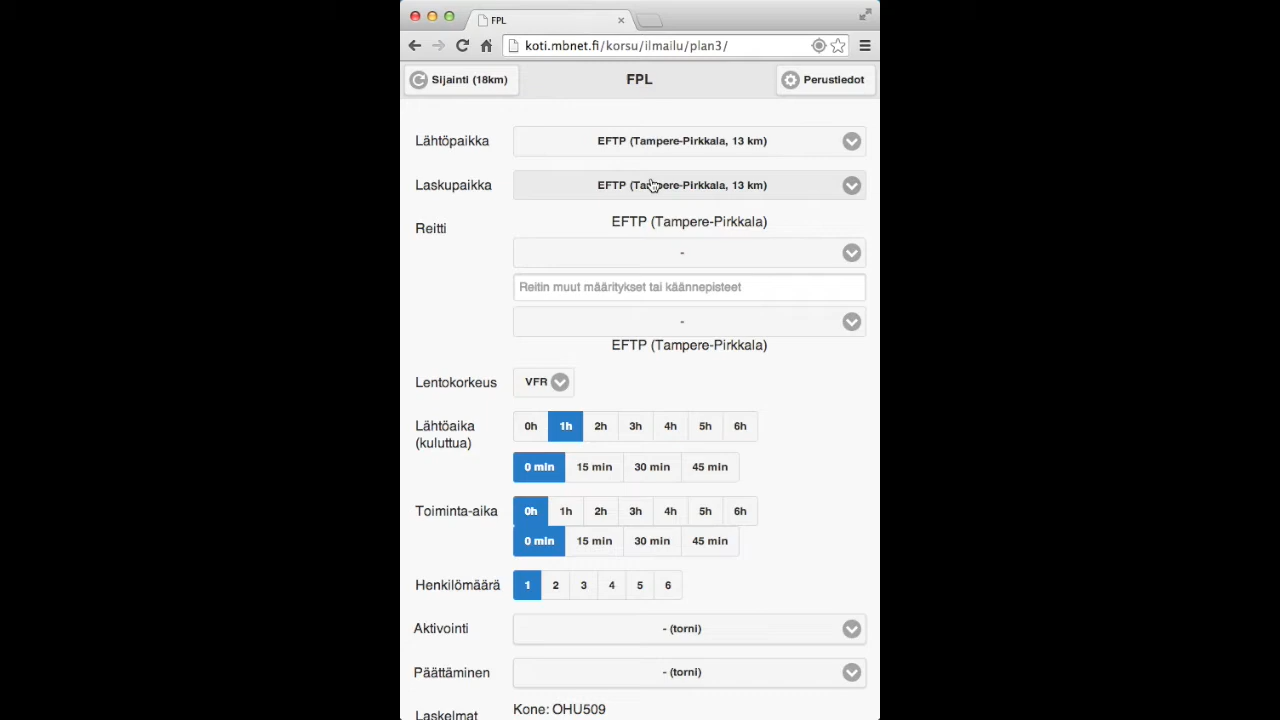 FPL
koti.mbnet.fi/korsu/ilmailu/plan3/
Sijainti (18km)
FPL
Perustiedot
Lähtöpaikka
EFTP (Tampere-Pirkkala, 13 km)
Laskupaikka
EFTP (Tampere-Pirkkala, 13 km)
Reitti
EFTP (Tampere-Pirkkala)
-
Reitin muut määritykset tai käännepisteet
-
EFTP (Tampere-Pirkkala)
Lentokorkeus
VFR
Lähtöaika
(kuluttua)
0h 1h 2h 3h 4h 5h 6h
0 min 15 min 30 min 45 min
Toiminta-aika
0h 1h 2h 3h 4h 5h 6h
0 min 15 min 30 min 45 min
Henkilömäärä
1 2 3 4 5 6
Aktivointi
- (torni)
Päättäminen
- (torni)
Laskelmat
Kone: OHU509